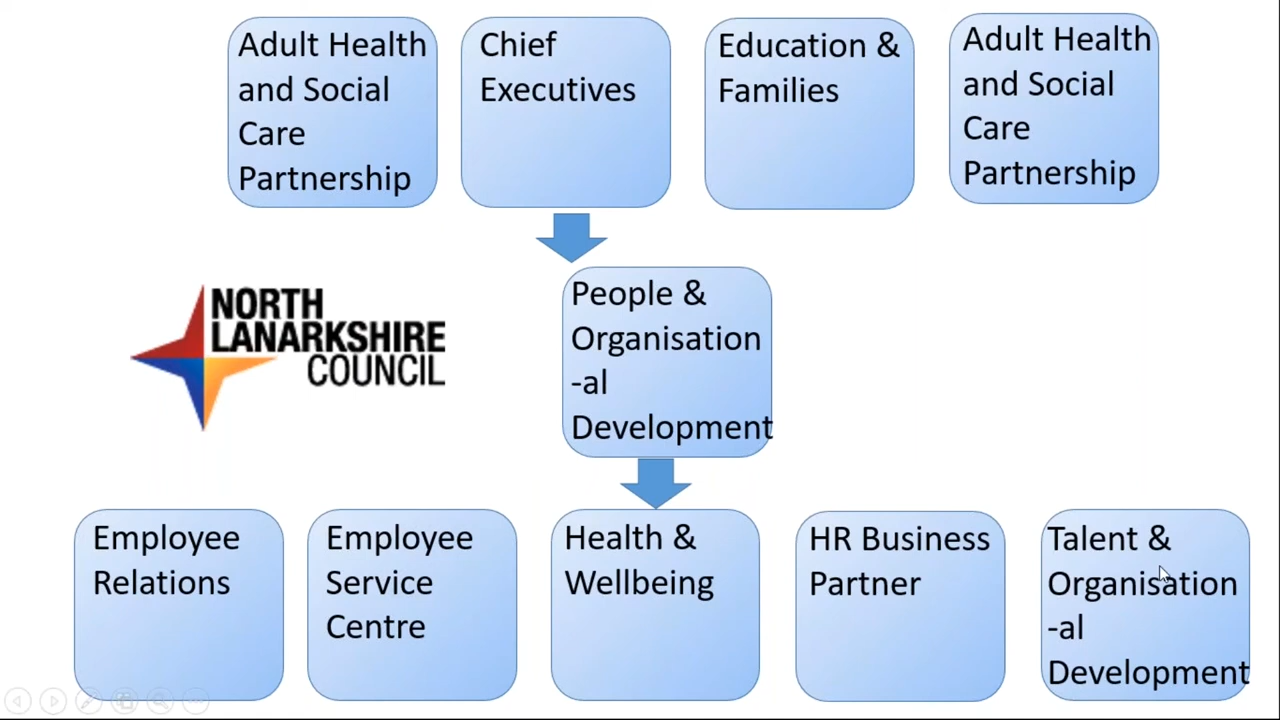 Adult Health
and Social
Care
Partnership
Chief
Executives
Education &
Families
Adult Health
and Social
Care
Partnership
People &
Organisation
-al
Development
NORTH
LANARKSHIRE
COUNCIL
Employee
Relations
Employee
Service
Centre
Health &
Wellbeing
HR Business
Partner
Talent &
Organisation
-al
Development